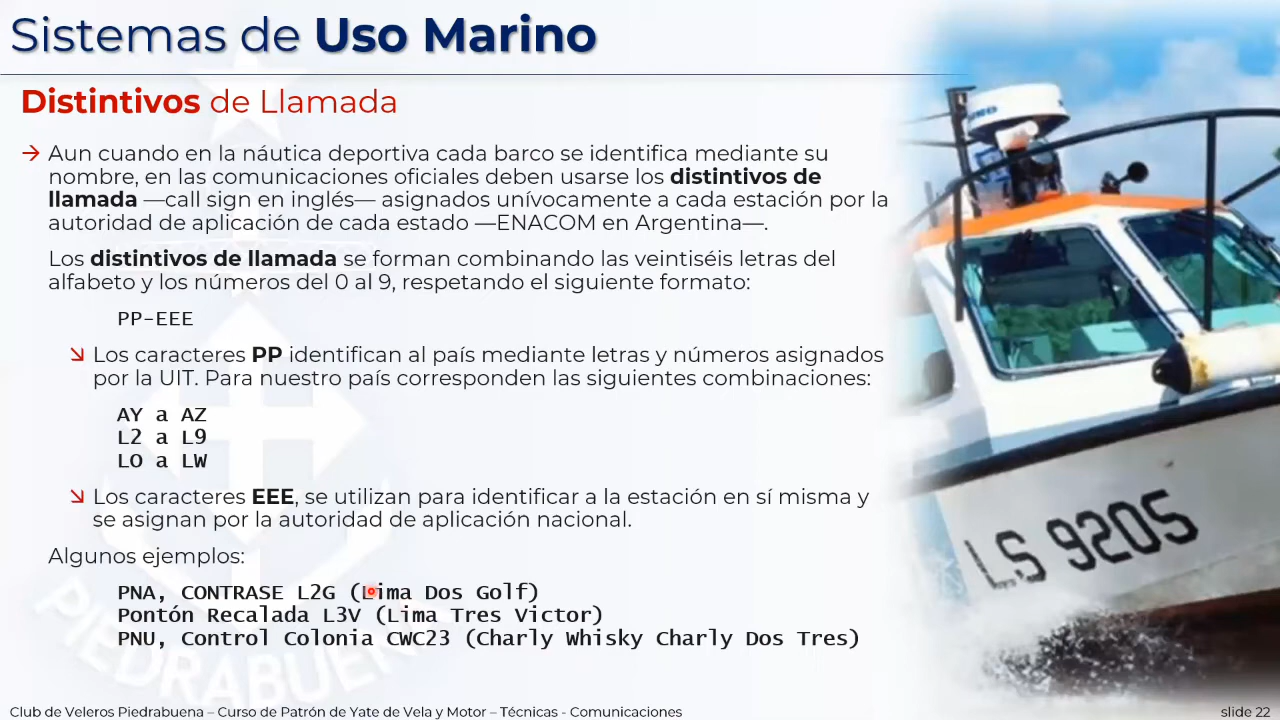 Sistemas de Uso Marino
Distintivos de Llamada
→ Aun cuando en la náutica deportiva cada barco se identifica mediante su
nombre, en las comunicaciones oficiales deben usarse los distintivos de
llamada —call sign en inglés— asignados unívocamente a cada estación por la
autoridad de aplicación de cada estado —ENACOM en Argentina—.
Los distintivos de llamada se forman combinando las veintiséis letras del
alfabeto y los números del 0 al 9, respetando el siguiente formato:
PP-EEE
↘ Los caracteres PP identifican al país mediante letras y números asignados
por la UIT. Para nuestro país corresponden las siguientes combinaciones:
AY a AZ
L2 a L9
LO a LW
↘ Los caracteres EEE, se utilizan para identificar a la estación en sí misma y
se asignan por la autoridad de aplicación nacional.
Algunos ejemplos:
PNA, CONTRASE L2G (Lima Dos Golf)
Pontón Recalada L3V (Lima Tres Victor)
PNU, Control Colonia CWC23 (Charly Whisky Charly Dos Tres)
LS 9205
PIEDRABUENA
Club de Veleros Piedrabuena – Curso de Patrón de Yate de Vela y Motor – Técnicas - Comunicaciones
slide 22